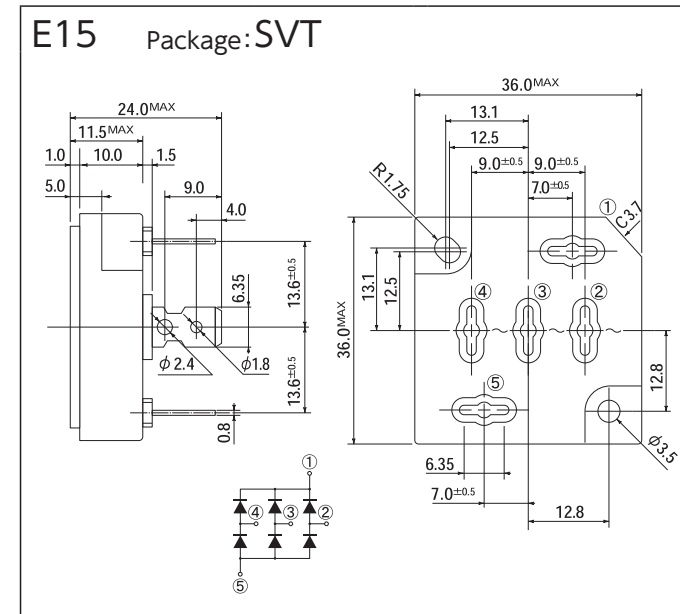 E15 Package:SVT
24.0MAX
11.5MAX
1.0 10.0 1.5
5.0
9.0
4.0
6.35
13.6±0.5
13.6±0.5
ϕ2.4
ϕ1.8
0.8
36.0MAX
13.1
12.5
9.0±0.5 9.0±0.5
7.0±0.5
R1.75
①
C3.7
13.1
12.5
36.0MAX
④ ③ ②
~ ~
⑤
12.8
6.35
7.0±0.5
12.8
ϕ3.5
①
④ ③ ②
⑤